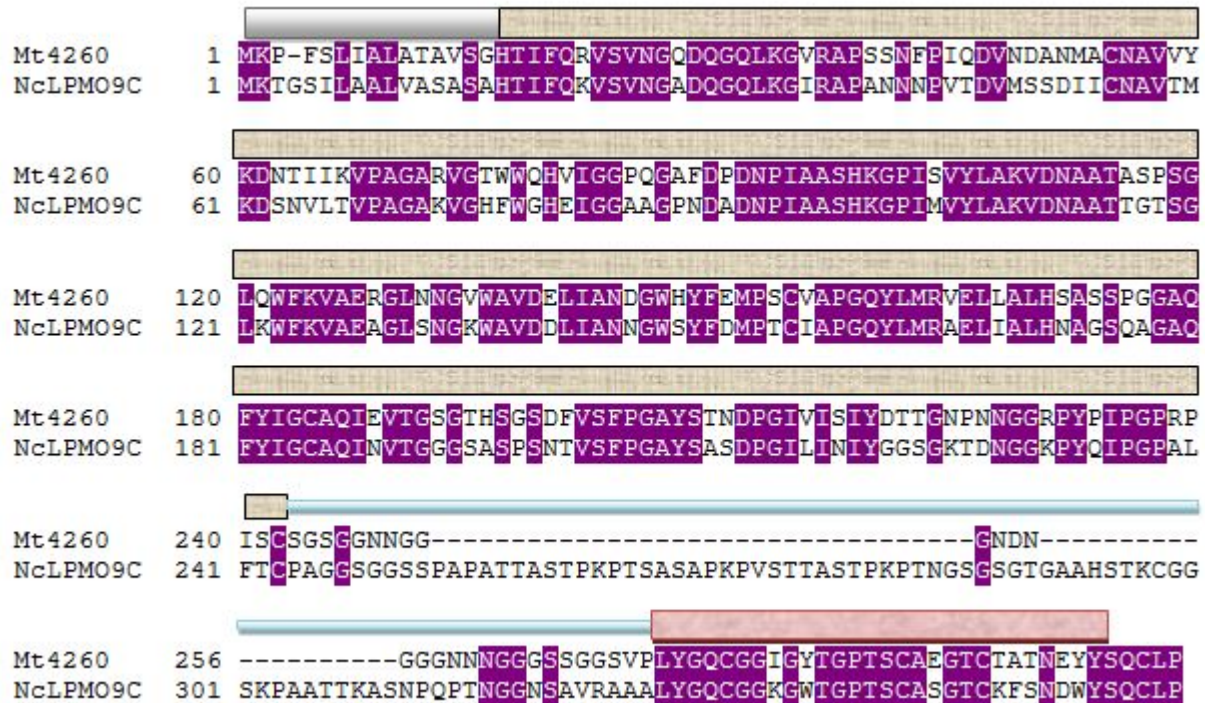 Mt4260 1 MKP-FSLIALATAVSGHTIFQRVSVNGQDQGQLKGVRAPSSNFPIQDVNDANMACNAVVY
NcLPMO9C 1 MKTGSILAALVASASAHTIFQKVSVNGADQGQLKGIRAPANNNPVTDVMSSDIICNAVTM
Mt4260 60 KDNTIIKVPAGARVGTWWQHVIGGPQGAFDPDNPIAASHKGPISVYLAKVDNAATASPSG
NcLPMO9C 61 KDSNVLTVPAGAKVGHFWGHEIGGAAGPNDADNPIAASHKGPIMVYLAKVDNAATTGTSG
Mt4260 120 LQWFKVAERGLNNGVWAVDELIANDGWHYFEMPSCVAPGQYLMRVELLALHSASSPGGAQ
NcLPMO9C 121 LKWFKVAEAGLSNGKWAVDDLIANNGWSYFDMPTCIAPGQYLMRAELIALHNAGSQAGAQ
Mt4260 180 FYIGCAQIEVTGSGTHSGSDFVSFPGAYSTNDPGIVISIYDTTGNPNNGGRPYPIPGPRP
NcLPMO9C 181 FYIGCAQINVTGGGSASPSNTVSFPGAYSASDPGILINIYGGSGKTDNGGKPYQIPGPAL
Mt4260 240 ISCSGSGGNNGG----------------------------------GNDN----------
NcLPMO9C 241 FTCPAGGSGGSSPAPATTASTPKPTSASAPKPVSTTASTPKPTNGSGSGTGAAHSTKCGG
Mt4260 256 ----------GGGNNNGGGSSGGSVPLYGQCGGIGYTGPTSCAEGTCTATNEYYSQCLP
NcLPMO9C 301 SKPAATTKASNPQPTNGGNSAVRAAALYGQCGGKGWTGPTSCASGTCKFSNDWYSQCLP